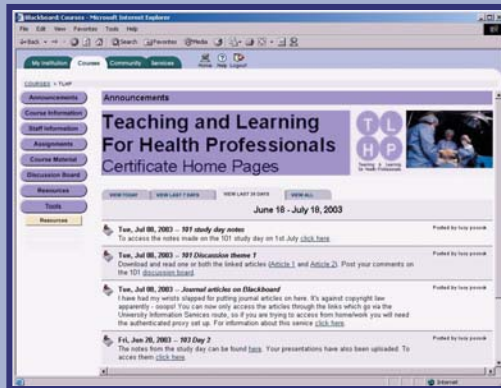 Blackboard Courses - Microsoft Internet Explorer
File Edit View Favorites Tools Help
Back Search Favorites Media
My Institution Courses Community Services
Home Help Logout
COURSES > TLHP
Announcements
Course Information
Staff Information
Assignments
Course Material
Discussion Board
Resources
Tools
Resources
Announcements
Teaching and Learning
For Health Professionals
Certificate Home Pages
TL
HP
Teaching & Learning
for Health Professionals
VIEW TODAY VIEW LAST 7 DAYS VIEW LAST 30 DAYS VIEW ALL
June 18 - July 18, 2003
Tue, Jul 08, 2003 -- 101 study day notes
Posted by
To access the notes made on the 101 study day on 1st July click here.
Tue, Jul 08, 2003 -- 101 Discussion theme 1
Posted by
Download and read one or both the linked articles (Article 1 and Article 2). Post your comments on
the 101 discussion board.
Tue, Jul 08, 2003 -- Journal articles on Blackboard
Posted by
I have had my wrists slapped for putting journal articles on here. It's against copyright law
apparently - ooops! You can now only access the articles through the links which go via the
University Information Services route, so if you are trying to access from home/work you will need
the authenticated proxy set up. For information about this service click here.
Fri, Jun 20, 2003 -- 103 Day 2
Posted by
The notes from the study day can be found here. Your presentations have also been uploaded. To
acces them click here.
Internet